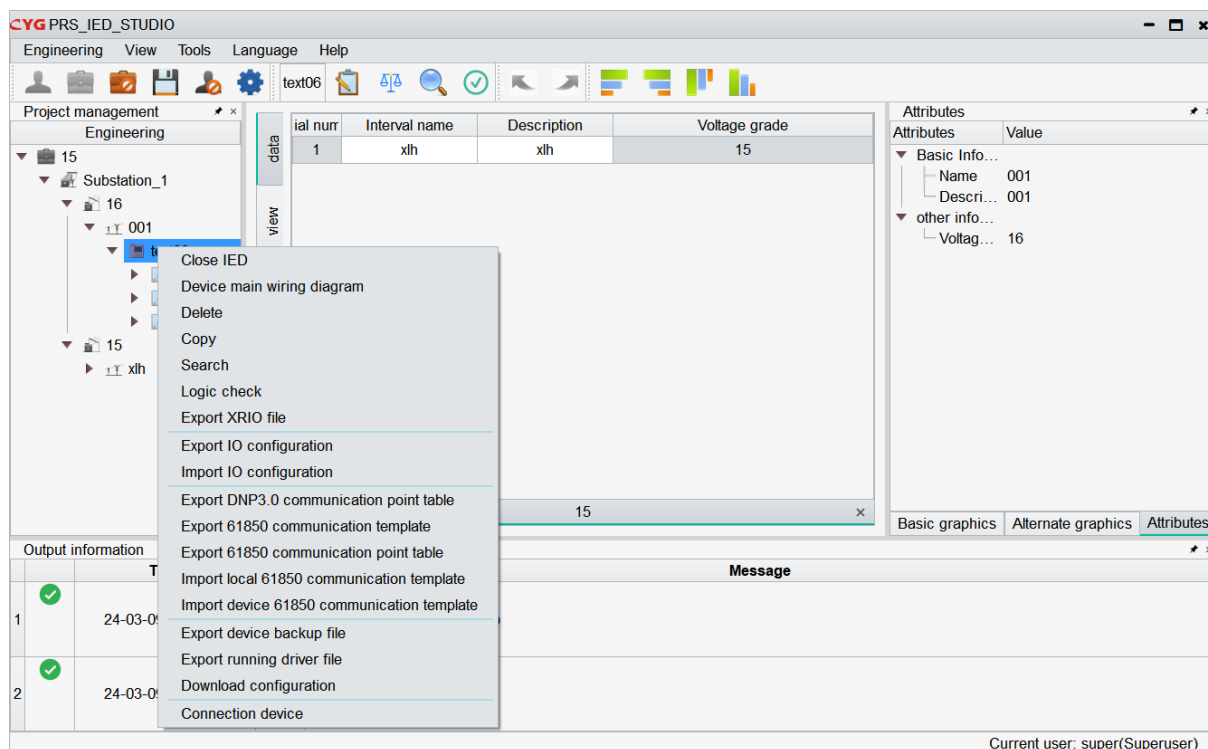 CYG PRS_IED_STUDIO
Engineering View Tools Language Help
text06
Project management
Engineering
15
Substation_1
16
001
15
xlh
Close IED
Device main wiring diagram
Delete
Copy
Search
Logic check
Export XRIO file
Export IO configuration
Import IO configuration
Export DNP3.0 communication point table
Export 61850 communication template
Export 61850 communication point table
Import local 61850 communication template
Import device 61850 communication template
Export device backup file
Export running driver file
Download configuration
Connection device
data
view
ial num Interval name Description Voltage grade
1 xlh xlh 15
15
Attributes
Attributes Value
Basic Info...
Name 001
Descri... 001
other info...
Voltag... 16
Basic graphics Alternate graphics Attributes
Output information
Message
1 24-03-0
2 24-03-0
Current user: super(Superuser)